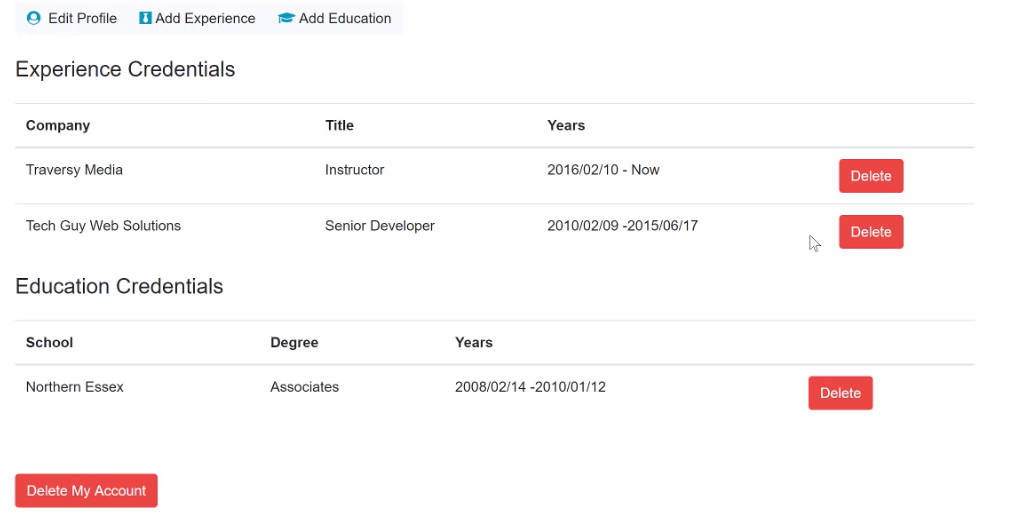 Edit Profile Add Experience Add Education
Experience Credentials
Company Title Years
Traversy Media Instructor 2016/02/10 - Now Delete
Tech Guy Web Solutions Senior Developer 2010/02/09 -2015/06/17 Delete
Education Credentials
School Degree Years
Northern Essex Associates 2008/02/14 -2010/01/12 Delete
Delete My Account